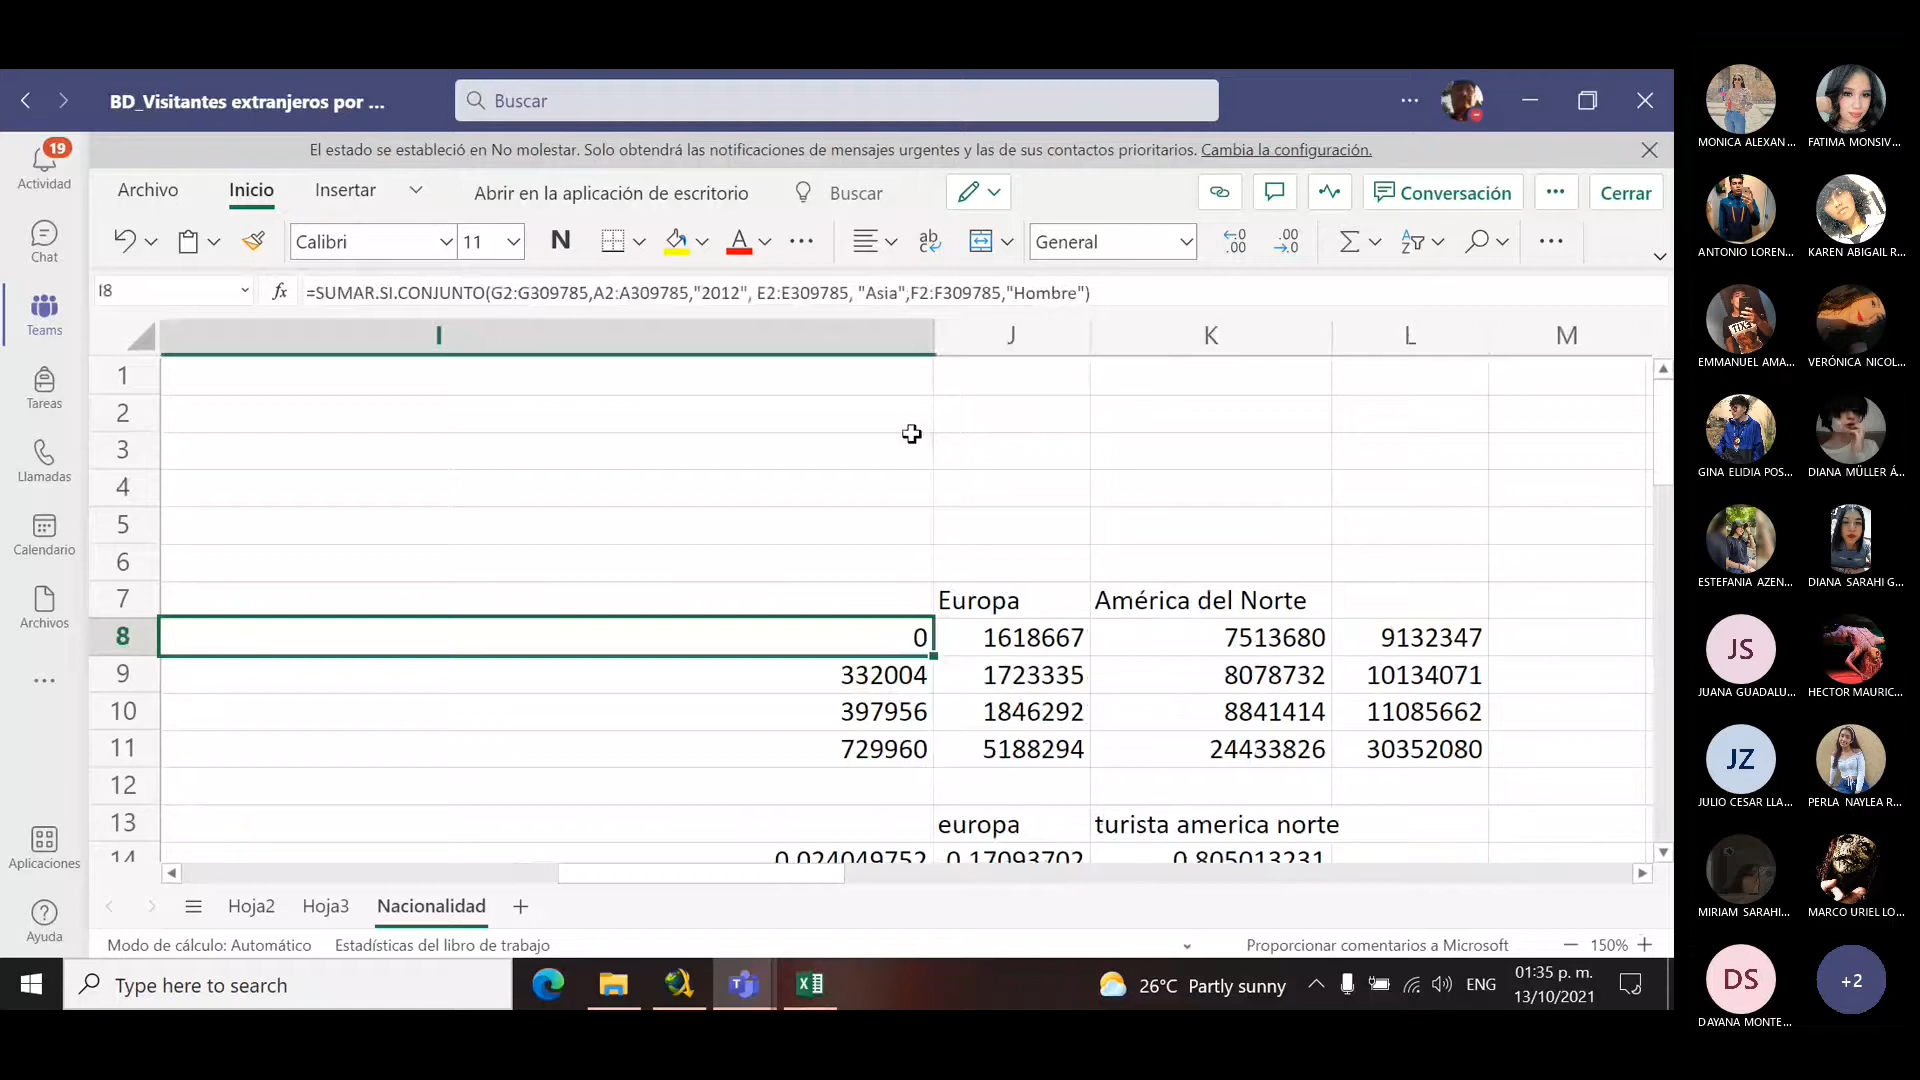 BD_Visitantes extranjeros por ...
Buscar
El estado se estableció en No molestar. Solo obtendrá las notificaciones de mensajes urgentes y las de sus contactos prioritarios. Cambia la configuración.
19
Actividad
Chat
Teams
Tareas
Llamadas
Calendario
Archivos
Aplicaciones
Ayuda
Archivo Inicio Insertar Abrir en la aplicación de escritorio Buscar Conversación Cerrar
Calibri 11 N A ab General
I8 fx =SUMAR.SI.CONJUNTO(G2:G309785,A2:A309785,"2012", E2:E309785, "Asia",F2:F309785,"Hombre")
I J K L M
1
2
3
4
5
6
7 Europa América del Norte
8 0 1618667 7513680 9132347
9 332004 1723335 8078732 10134071
10 397956 1846292 8841414 11085662
11 729960 5188294 24433826 30352080
12
13 europa turista america norte
14 0.024049752 0.17093702 0.805013231
Hoja2 Hoja3 Nacionalidad
Modo de cálculo: Automático Estadísticas del libro de trabajo Proporcionar comentarios a Microsoft 150%
Type here to search
26°C Partly sunny ENG 01:35 p. m.
13/10/2021
MONICA ALEXAN... FATIMA MONSIV...
ANTONIO LOREN... KAREN ABIGAIL R...
EMMANUEL AMA... VERÓNICA NICOL...
GINA ELIDIA POS... DIANA MÜLLER Á...
ESTEFANIA AZEN... DIANA SARAHI G...
JS
JUANA GUADALU... HECTOR MAURIC...
JZ
JULIO CESAR LLA... PERLA NAYLEA R...
MIRIAM SARAHI... MARCO URIEL LO...
DS +2
DAYANA MONTE...